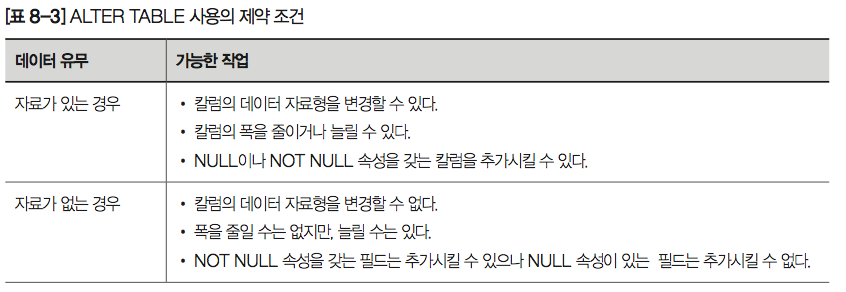 [표 8-3] ALTER TABLE 사용의 제약 조건
데이터 유무 가능한 작업
자료가 있는 경우
• 칼럼의 데이터 자료형을 변경할 수 있다.
• 칼럼의 폭을 줄이거나 늘릴 수 있다.
• NULL이나 NOT NULL 속성을 갖는 칼럼을 추가시킬 수 있다.
자료가 없는 경우
• 칼럼의 데이터 자료형을 변경할 수 없다.
• 폭을 줄일 수는 없지만, 늘릴 수는 있다.
• NOT NULL 속성을 갖는 필드는 추가시킬 수 있으나 NULL 속성이 있는 필드는 추가시킬 수 없다.